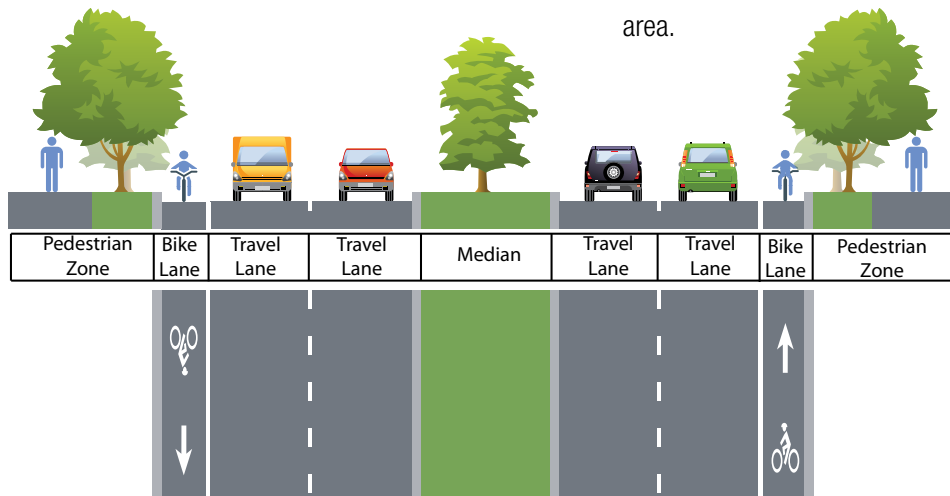 area.
Pedestrian
Zone
Bike
Lane
Travel
Lane
Travel
Lane
Median
Travel
Lane
Travel
Lane
Bike
Lane
Pedestrian
Zone